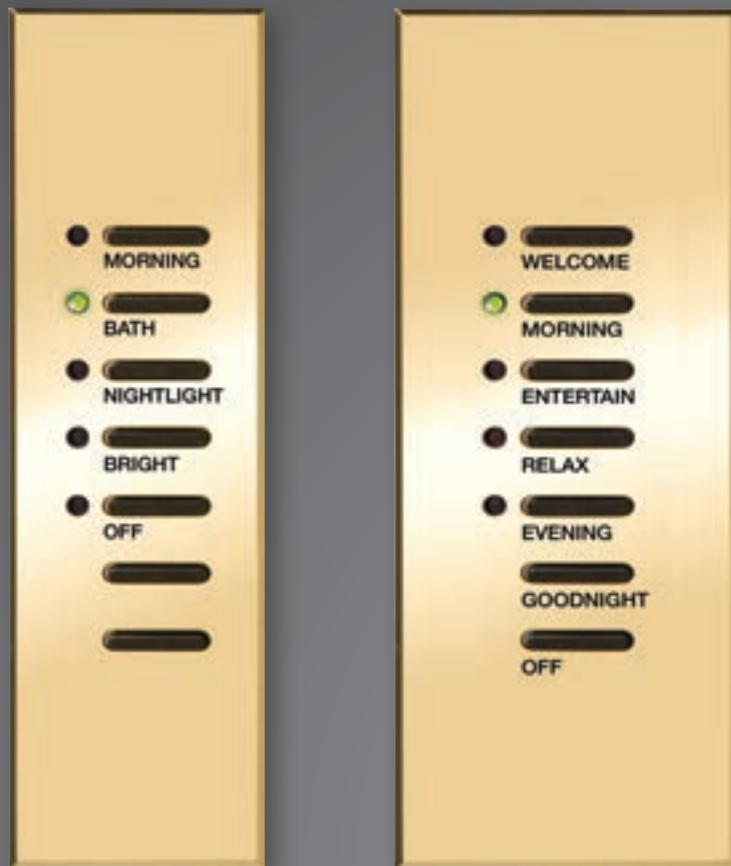 MORNING
BATH
NIGHTLIGHT
BRIGHT
OFF
WELCOME
MORNING
ENTERTAIN
RELAX
EVENING
GOODNIGHT
OFF